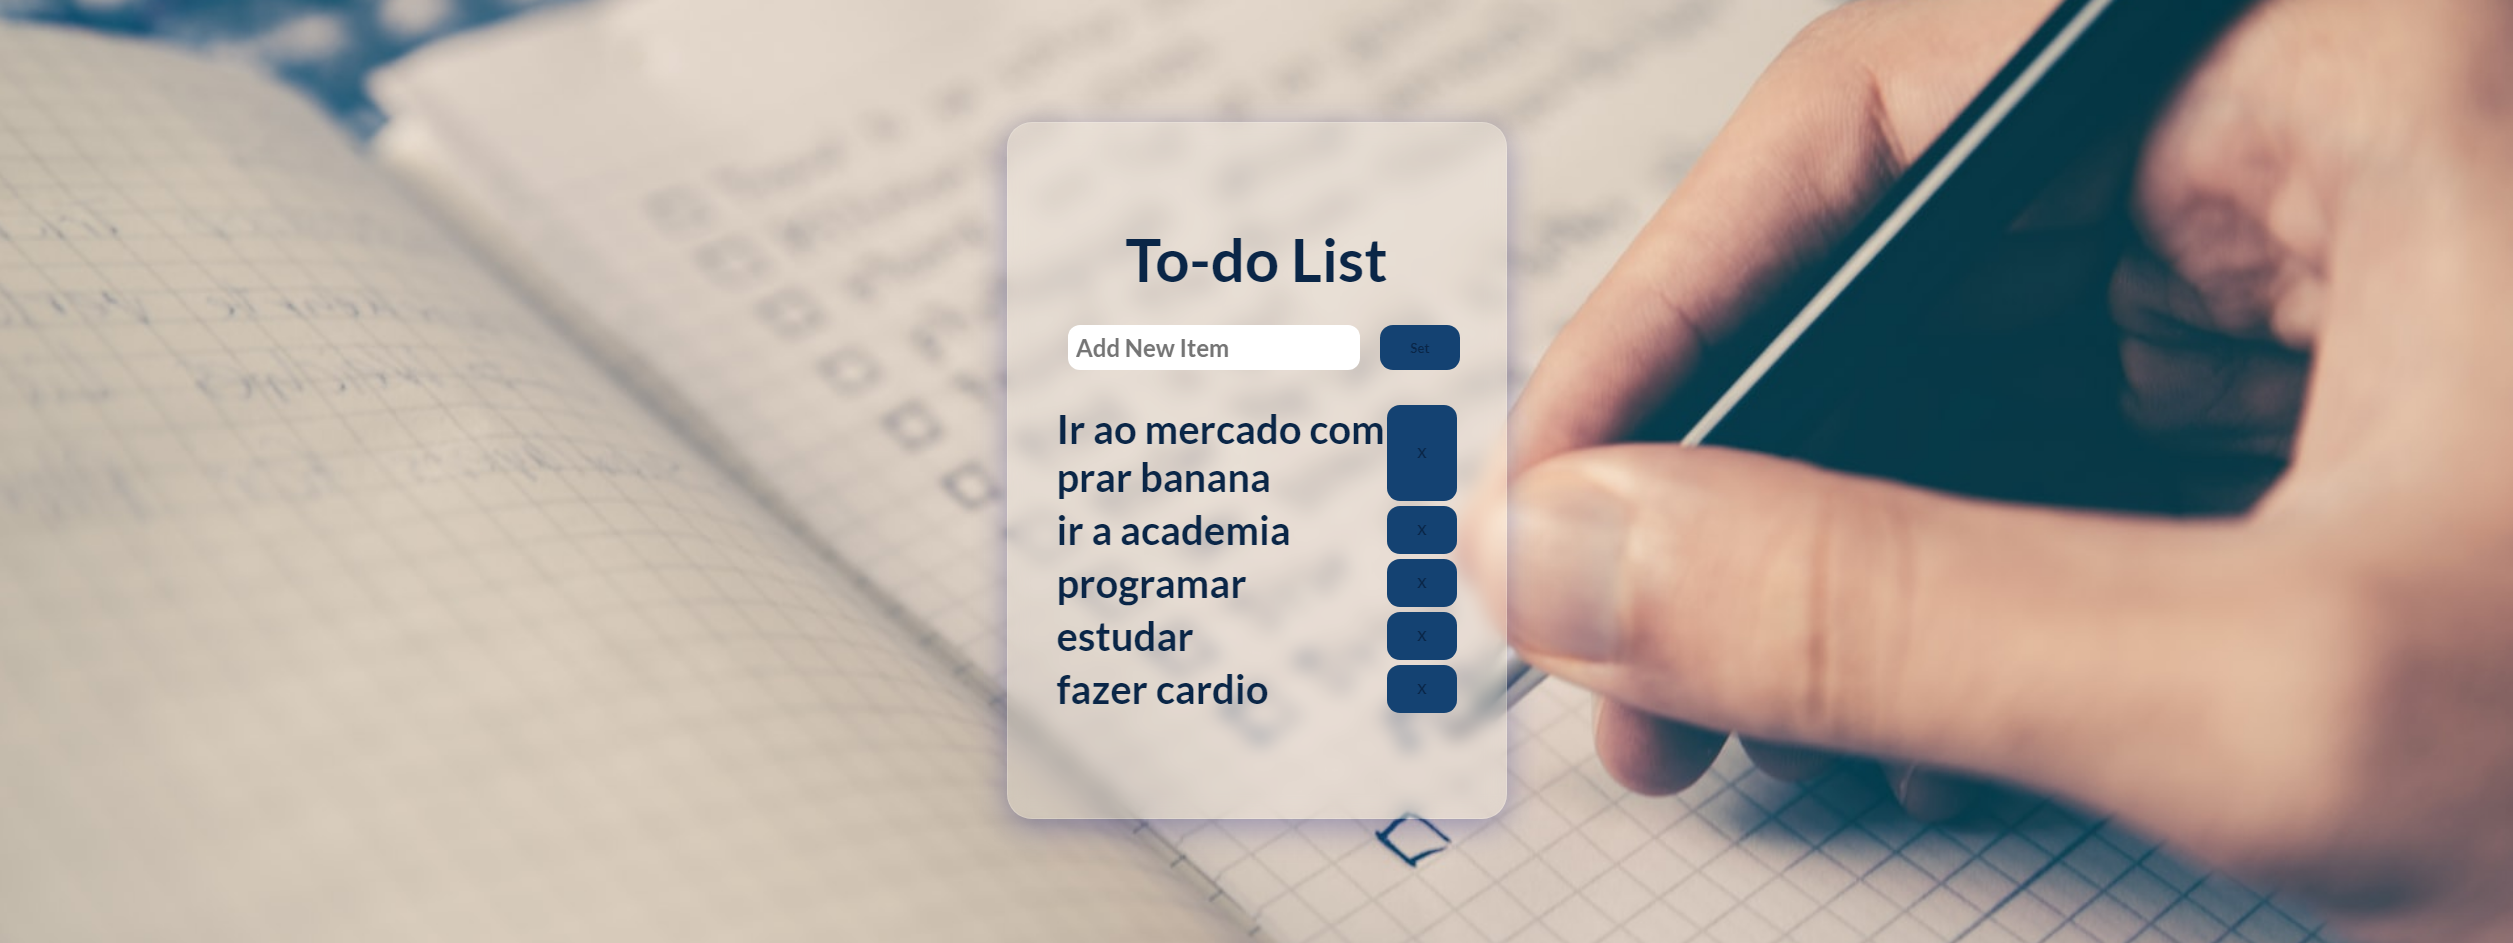 To-do List
Add New Item
Set
Ir ao mercado com
prar banana
X
ir a academia
X
programar
X
estudar
X
fazer cardio
X